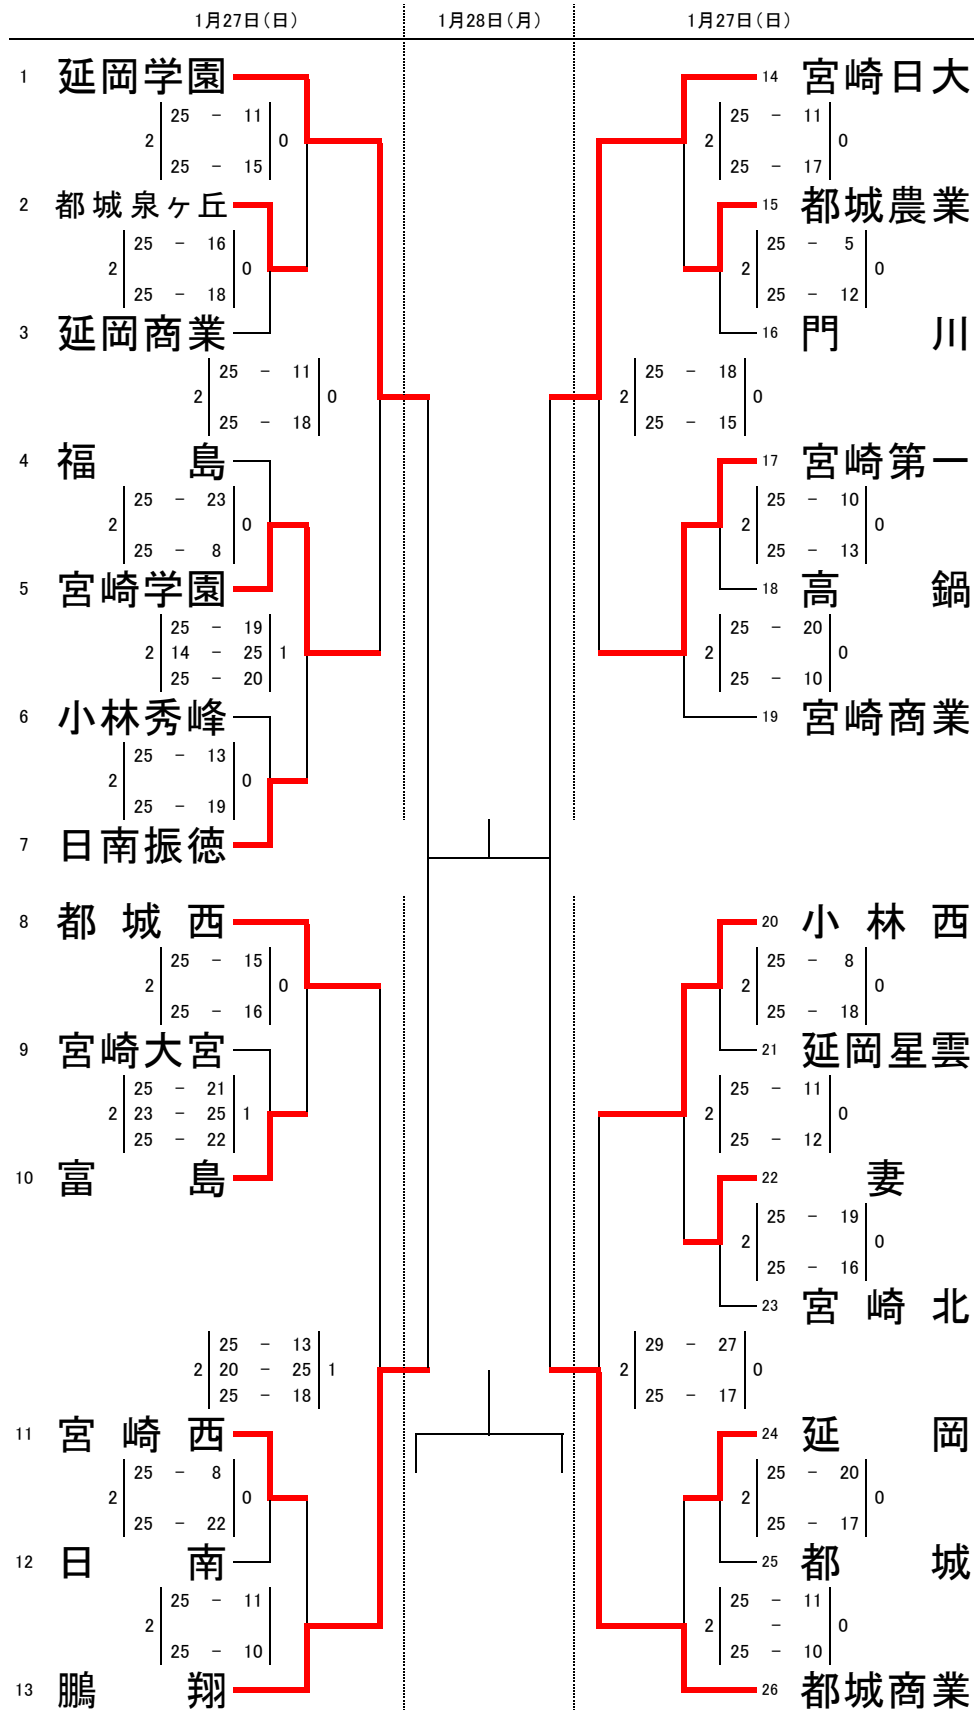 1月27日（日） 1月28日（月） 1月27日（日）
1 延岡学園 14 宮崎日大
25 － 11 25 － 11
2 0 2 0
25 － 15 25 － 17
2 都城泉ヶ丘 15 都城農業
25 － 16 25 － 5
2 0 2 0
25 － 18 25 － 12
3 延岡商業 16 門川
25 － 11 25 － 18
2 0 2 0
25 － 18 25 － 15
4 福島 17 宮崎第一
25 － 23 25 － 10
2 0 2 0
25 － 8 25 － 13
5 宮崎学園 18 高鍋
25 － 19 25 － 20
2 14 － 25 1 2 0
25 － 20 25 － 10
6 小林秀峰 19 宮崎商業
25 － 13
2 0
25 － 19
7 日南振徳
8 都城西 20 小林西
25 － 15 25 － 8
2 0 2 0
25 － 16 25 － 18
9 宮崎大宮 21 延岡星雲
25 － 21 25 － 11
2 23 － 25 1 2 0
25 － 22 25 － 12
10 富島 22 妻
25 － 19
2 0
25 － 16
23 宮崎北
25 － 13 29 － 27
2 20 － 25 1 2 0
25 － 18 25 － 17
11 宮崎西 24 延岡
25 － 8 25 － 20
2 0 2 0
25 － 22 25 － 17
12 日南 25 都城
25 － 11 25 － 11
2 0 2 － 0
25 － 10 25 － 10
13 鵬翔 26 都城商業